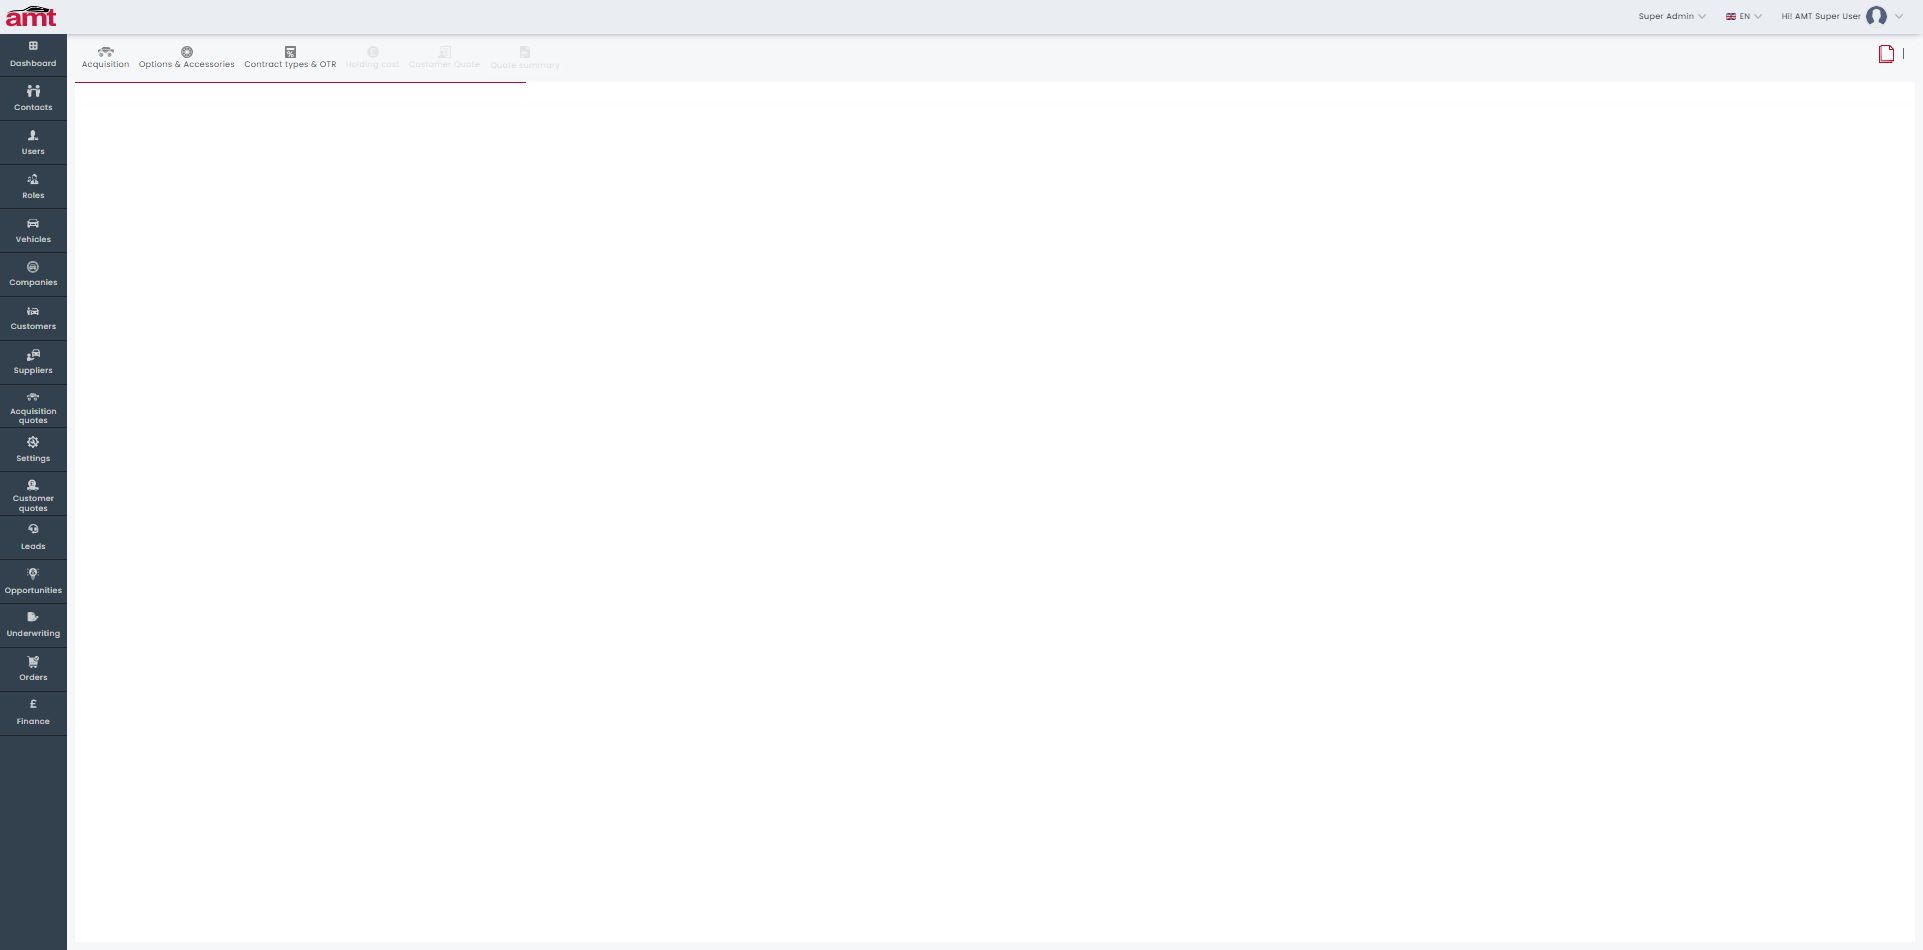 amt
Super Admin
EN
Hi! AMT Super User
Dashboard
Contacts
Users
Roles
Vehicles
Companies
Customers
Suppliers
Acquisition
quotes
Settings
Customer
quotes
Leads
Opportunities
Underwriting
Orders
£
Finance
Acquisition
Options & Accessories
Contract types & OTR
Holding cost
Customer Quote
Quote summary